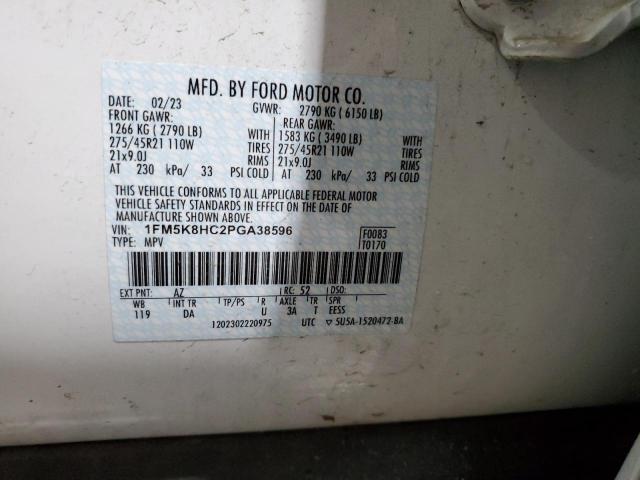 MFD. BY FORD MOTOR CO.
DATE: 02/23 GVWR: 2790 KG ( 6150 LB)
FRONT GAWR: REAR GAWR:
1266 KG ( 2790 LB) WITH 1583 KG ( 3490 LB) WITH
275/45R21 110W TIRES 275/45R21 110W TIRES
21x9.0J RIMS 21x9.0J RIMS
AT 230 kPa/ 33 PSI COLD AT 230 kPa/ 33 PSI COLD
THIS VEHICLE CONFORMS TO ALL APPLICABLE FEDERAL MOTOR
VEHICLE SAFETY STANDARDS IN EFFECT ON THE DATE OF
MANUFACTURE SHOWN ABOVE.
VIN: 1FM5K8HC2PGA38596 F0083
TYPE: MPV T0170
EXT PNT: AZ RC: 52 DSO:
WB INT TR TP/PS R AXLE TR SPR
119 DA U 3A T EESS
1202302220975 UTC ▽ 5U5A-1520472-BA